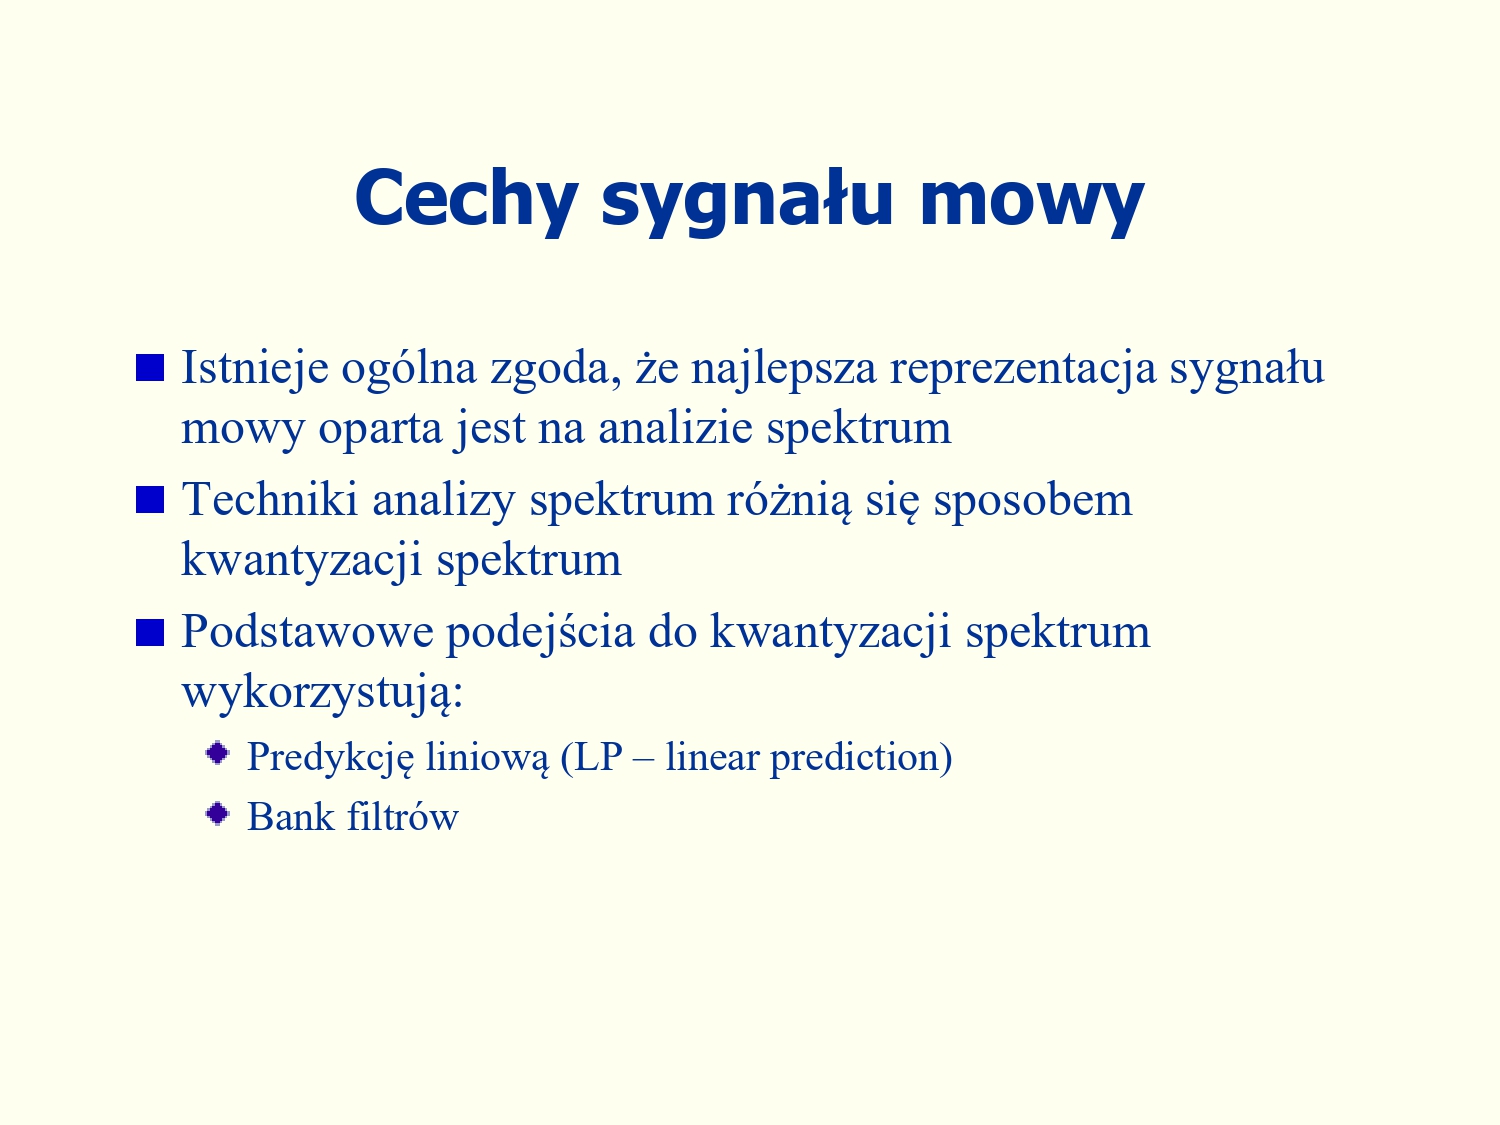 Cechy sygnału mowy
Istnieje ogólna zgoda, że najlepsza reprezentacja sygnału
mowy oparta jest na analizie spektrum
Techniki analizy spektrum różnią się sposobem
kwantyzacji spektrum
Podstawowe podejścia do kwantyzacji spektrum
wykorzystują:
Predykcję liniową (LP – linear prediction)
Bank filtrów